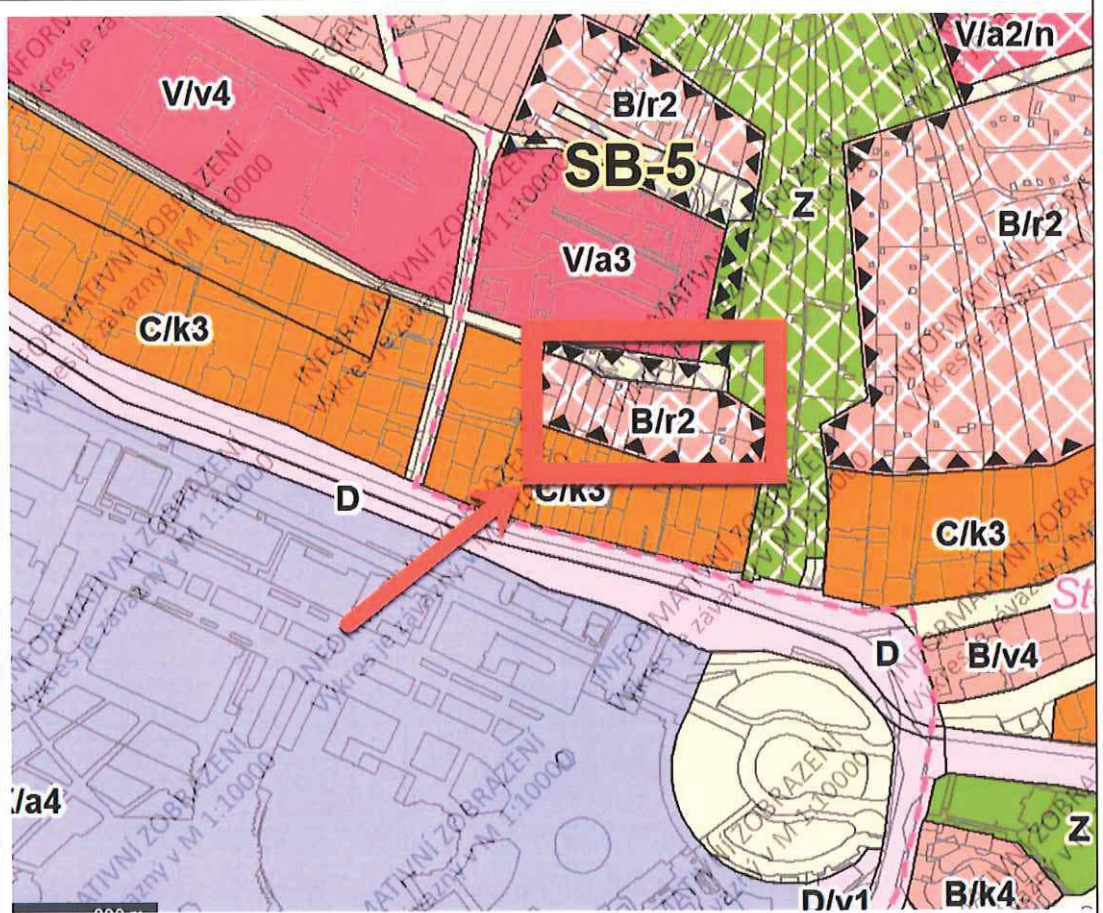 V/a2/n
V/v4
B/r2
SB-5
Z
B/r2
V/a3
C/k3
B/r2
C/k3
D
C/k3
St
D
B/v4
/a4
Z
D/v1
B/k4
INFORMATIVNÍ ZOBRAZENÍ
Výkres je závazný v M 1:10000